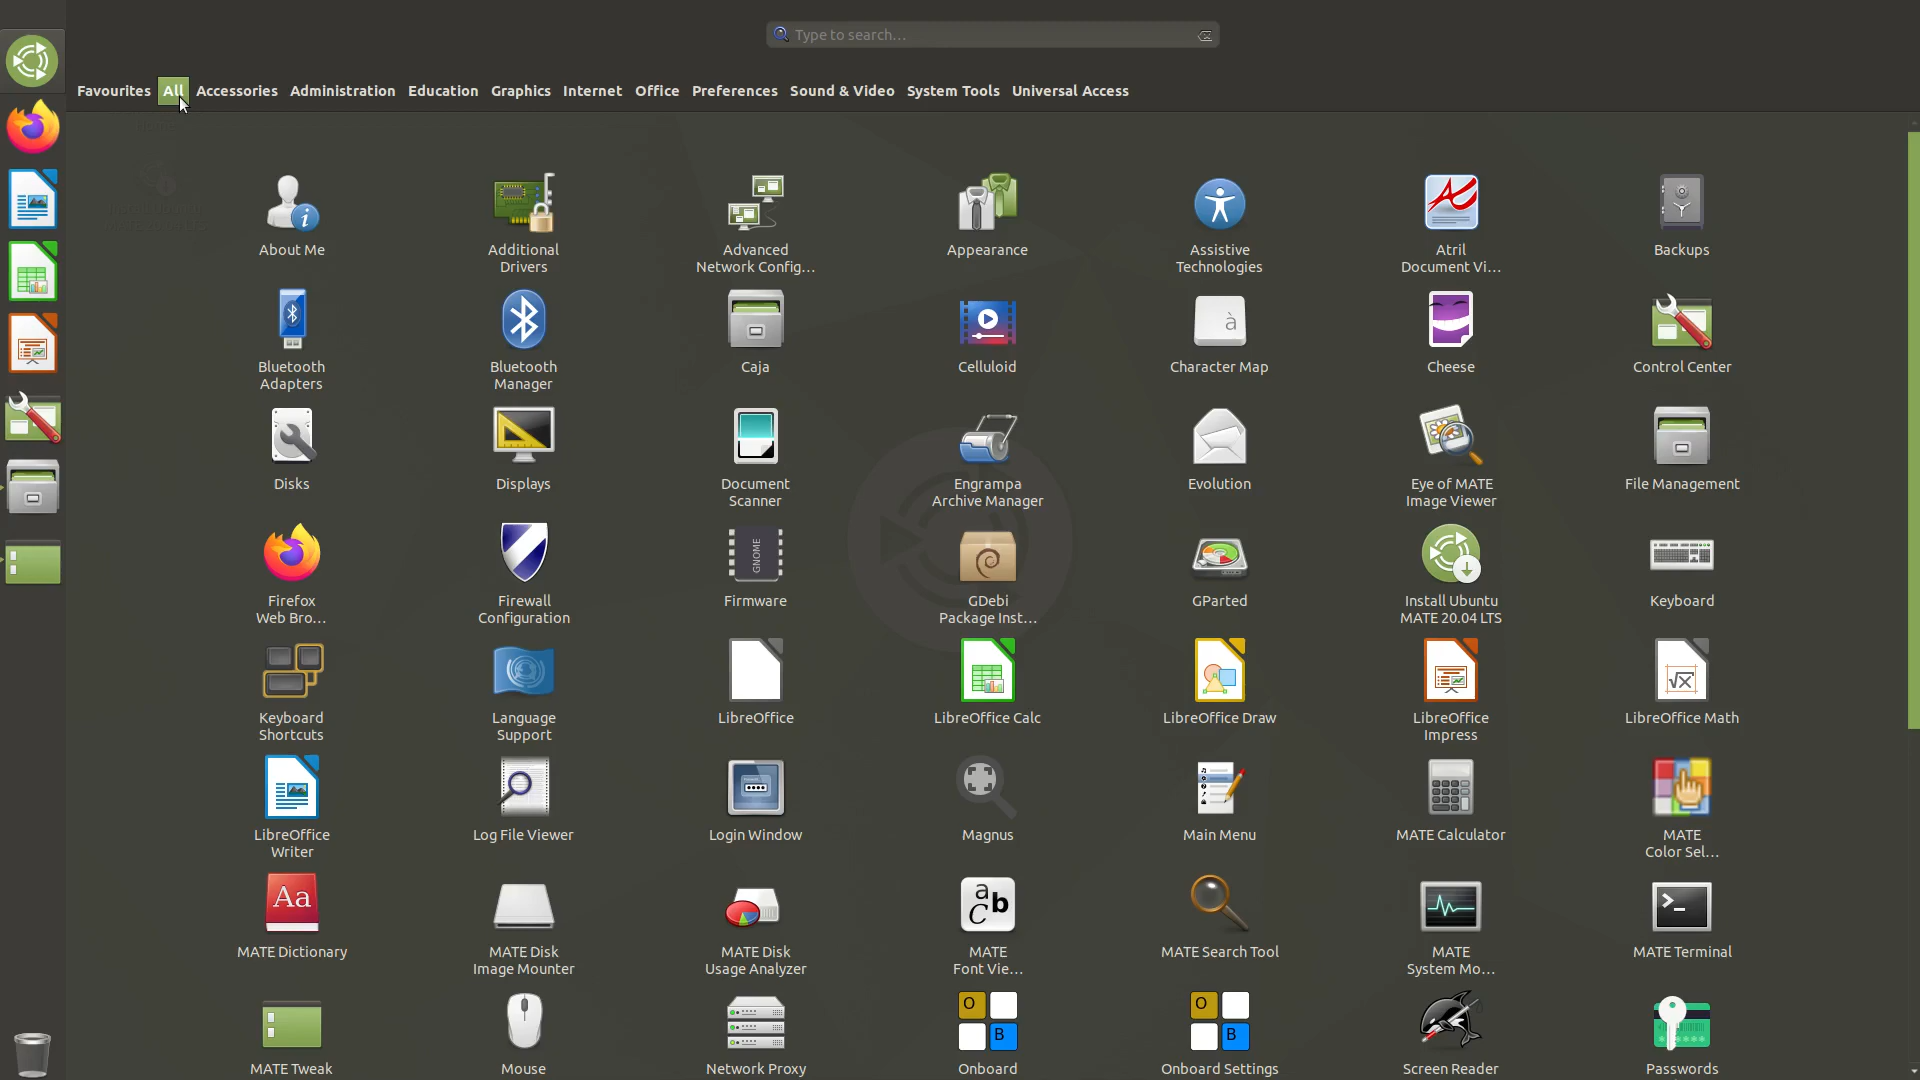 Type to search...
Favourites All Accessories Administration Education Graphics Internet Office Preferences Sound & Video System Tools Universal Access
About Me
Additional
Drivers
Advanced
Network Config...
Appearance
Assistive
Technologies
Atril
Document Vi...
Backups
Bluetooth
Adapters
Bluetooth
Manager
Caja
Celluloid
à
Character Map
Cheese
Control Center
Disks
Displays
Document
Scanner
Engrampa
Archive Manager
Evolution
Eye of MATE
Image Viewer
File Management
Firefox
Web Bro...
Firewall
Configuration
GNOME
Firmware
GDebi
Package Inst...
GParted
Install Ubuntu
MATE 20.04 LTS
Keyboard
Keyboard
Shortcuts
Language
Support
LibreOffice
LibreOffice Calc
LibreOffice Draw
LibreOffice
Impress
√x
LibreOffice Math
LibreOffice
Writer
Log File Viewer
Login Window
Magnus
Main Menu
MATE Calculator
MATE
Color Sel...
Aa
MATE Dictionary
MATE Disk
Image Mounter
MATE Disk
Usage Analyzer
a b
C
MATE
Font Vie...
MATE Search Tool
MATE
System Mo...
>_
MATE Terminal
MATE Tweak
Mouse
Network Proxy
O
B
Onboard
O
B
Onboard Settings
Screen Reader
Passwords